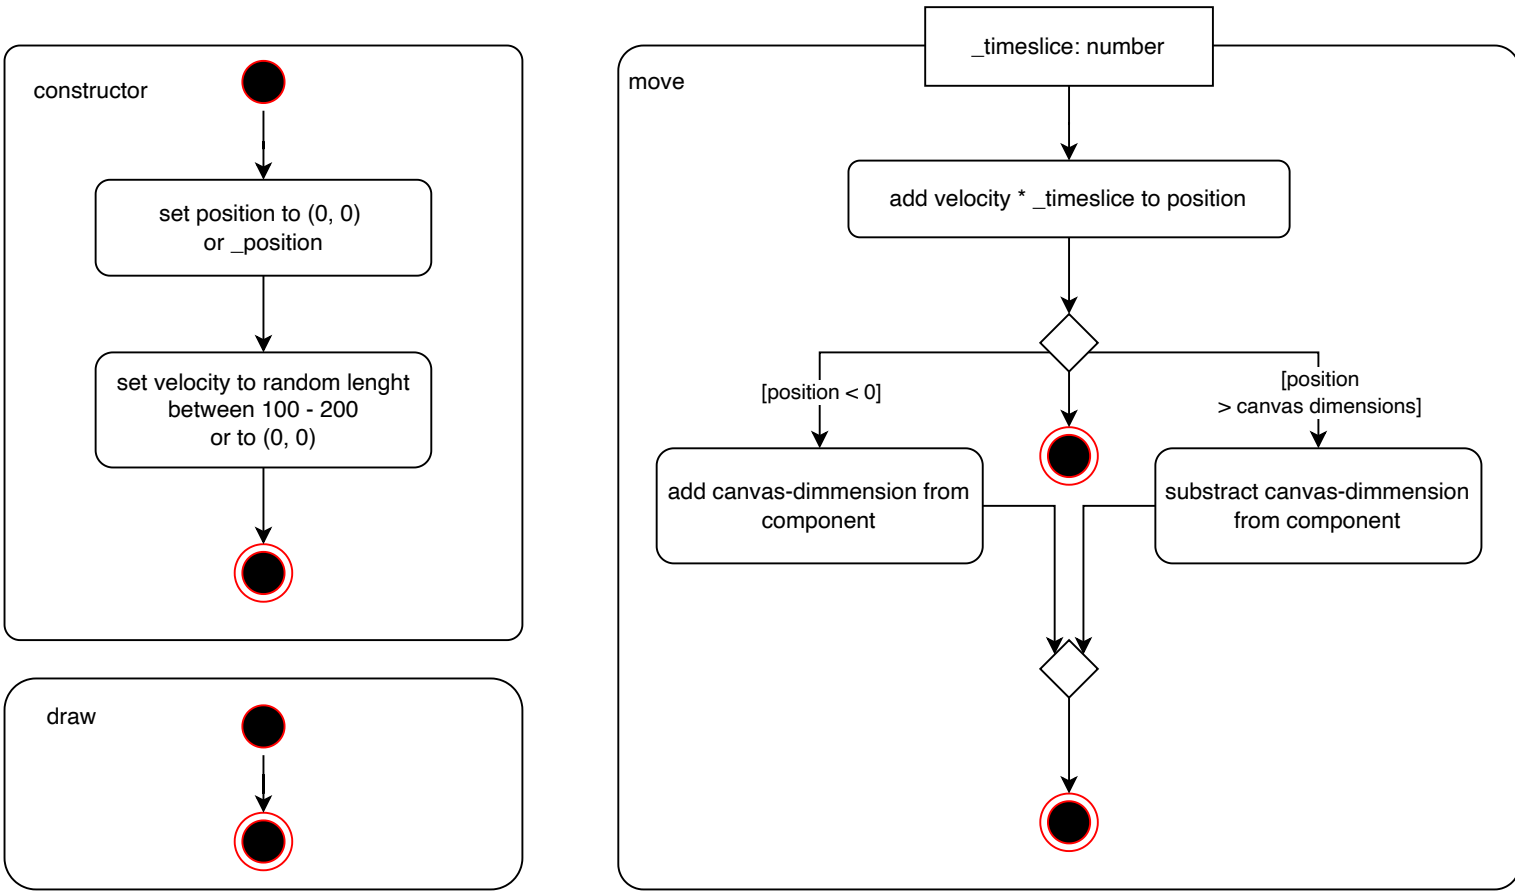 constructor
set position to (0, 0)
or _position
set velocity to random lenght
between 100 - 200
or to (0, 0)
draw
_timeslice: number
move
add velocity * _timeslice to position
[position < 0]
[position
> canvas dimensions]
add canvas-dimmension from
component
substract canvas-dimmension
from component